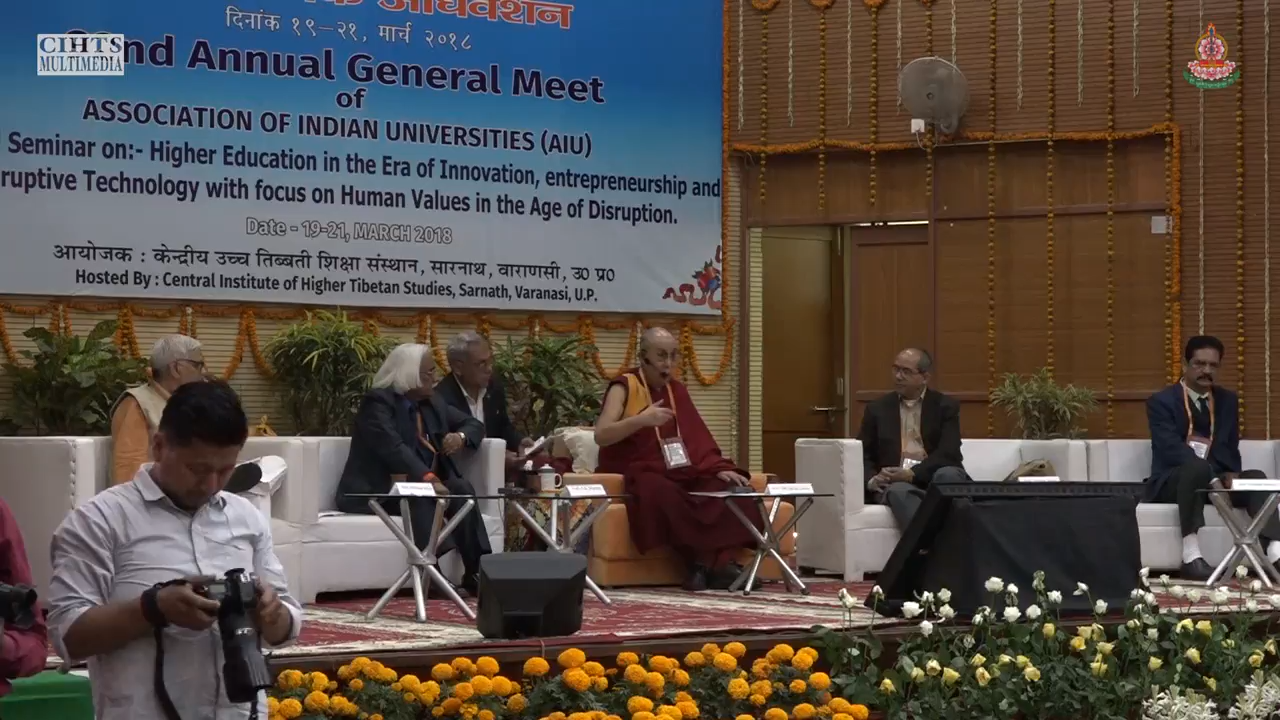 अधिवेशन
दिनांक १९-२१, मार्च २०१८
CIHTS
MULTIMEDIA
nd Annual General Meet
of
ASSOCIATION OF INDIAN UNIVERSITIES (AIU)
Seminar on:- Higher Education in the Era of Innovation, entrepreneurship and
ruptive Technology with focus on Human Values in the Age of Disruption.
Date - 19-21, MARCH 2018
आयोजक : केन्द्रीय उच्च तिब्बती शिक्षा संस्थान, सारनाथ, वाराणसी, उ० प्र०
Hosted By : Central Institute of Higher Tibetan Studies, Sarnath, Varanasi, U.P.